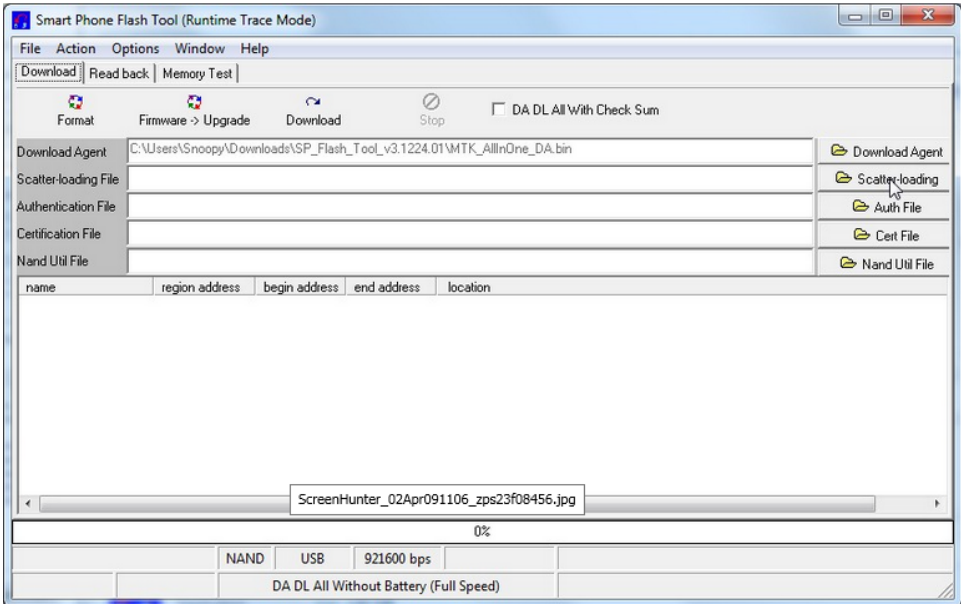 Smart Phone Flash Tool (Runtime Trace Mode)
File Action Options Window Help
Download Read back Memory Test
Format Firmware -> Upgrade Download Stop DA DL All With Check Sum
Download Agent C:\Users\Snoopy\Downloads\SP_Flash_Tool_v3.1224.01\MTK_AllInOne_DA.bin Download Agent
Scatter-loading File Scatter-loading
Authentication File Auth File
Certification File Cert File
Nand Util File Nand Util File
name region address begin address end address location
ScreenHunter_02Apr091106_zps23f08456.jpg
0%
NAND USB 921600 bps
DA DL All Without Battery (Full Speed)